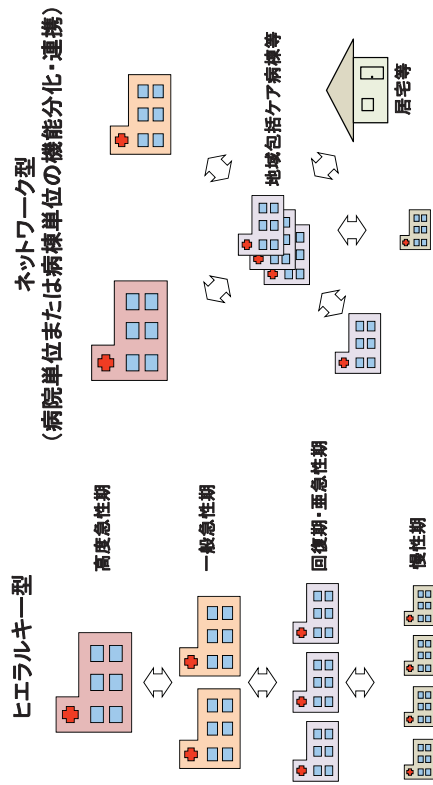 ヒエラルキー型
高度急性期
一般急性期
回復期・亜急性期
慢性期
ネットワーク型
（病院単位または病棟単位の機能分化・連携）
地域包括ケア病棟等
居宅等